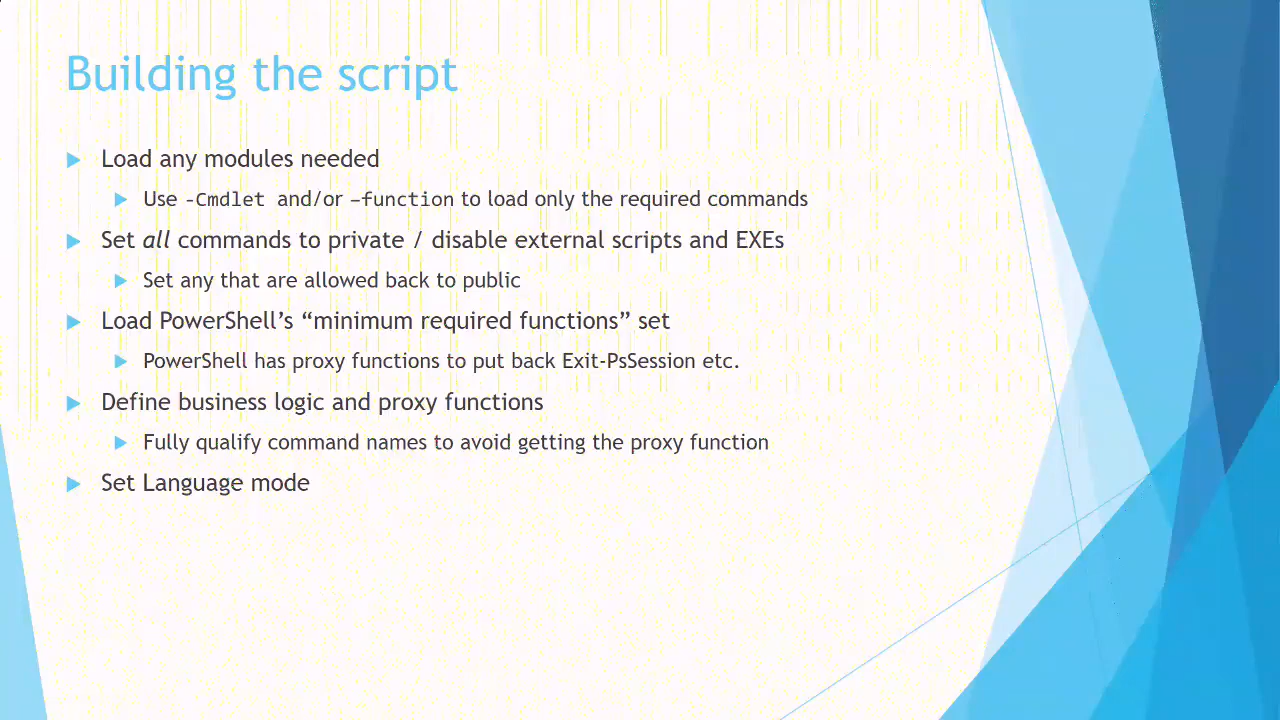 Building the script
Load any modules needed
Use -Cmdlet and/or –function to load only the required commands
Set all commands to private / disable external scripts and EXEs
Set any that are allowed back to public
Load PowerShell’s “minimum required functions” set
PowerShell has proxy functions to put back Exit-PsSession etc.
Define business logic and proxy functions
Fully qualify command names to avoid getting the proxy function
Set Language mode